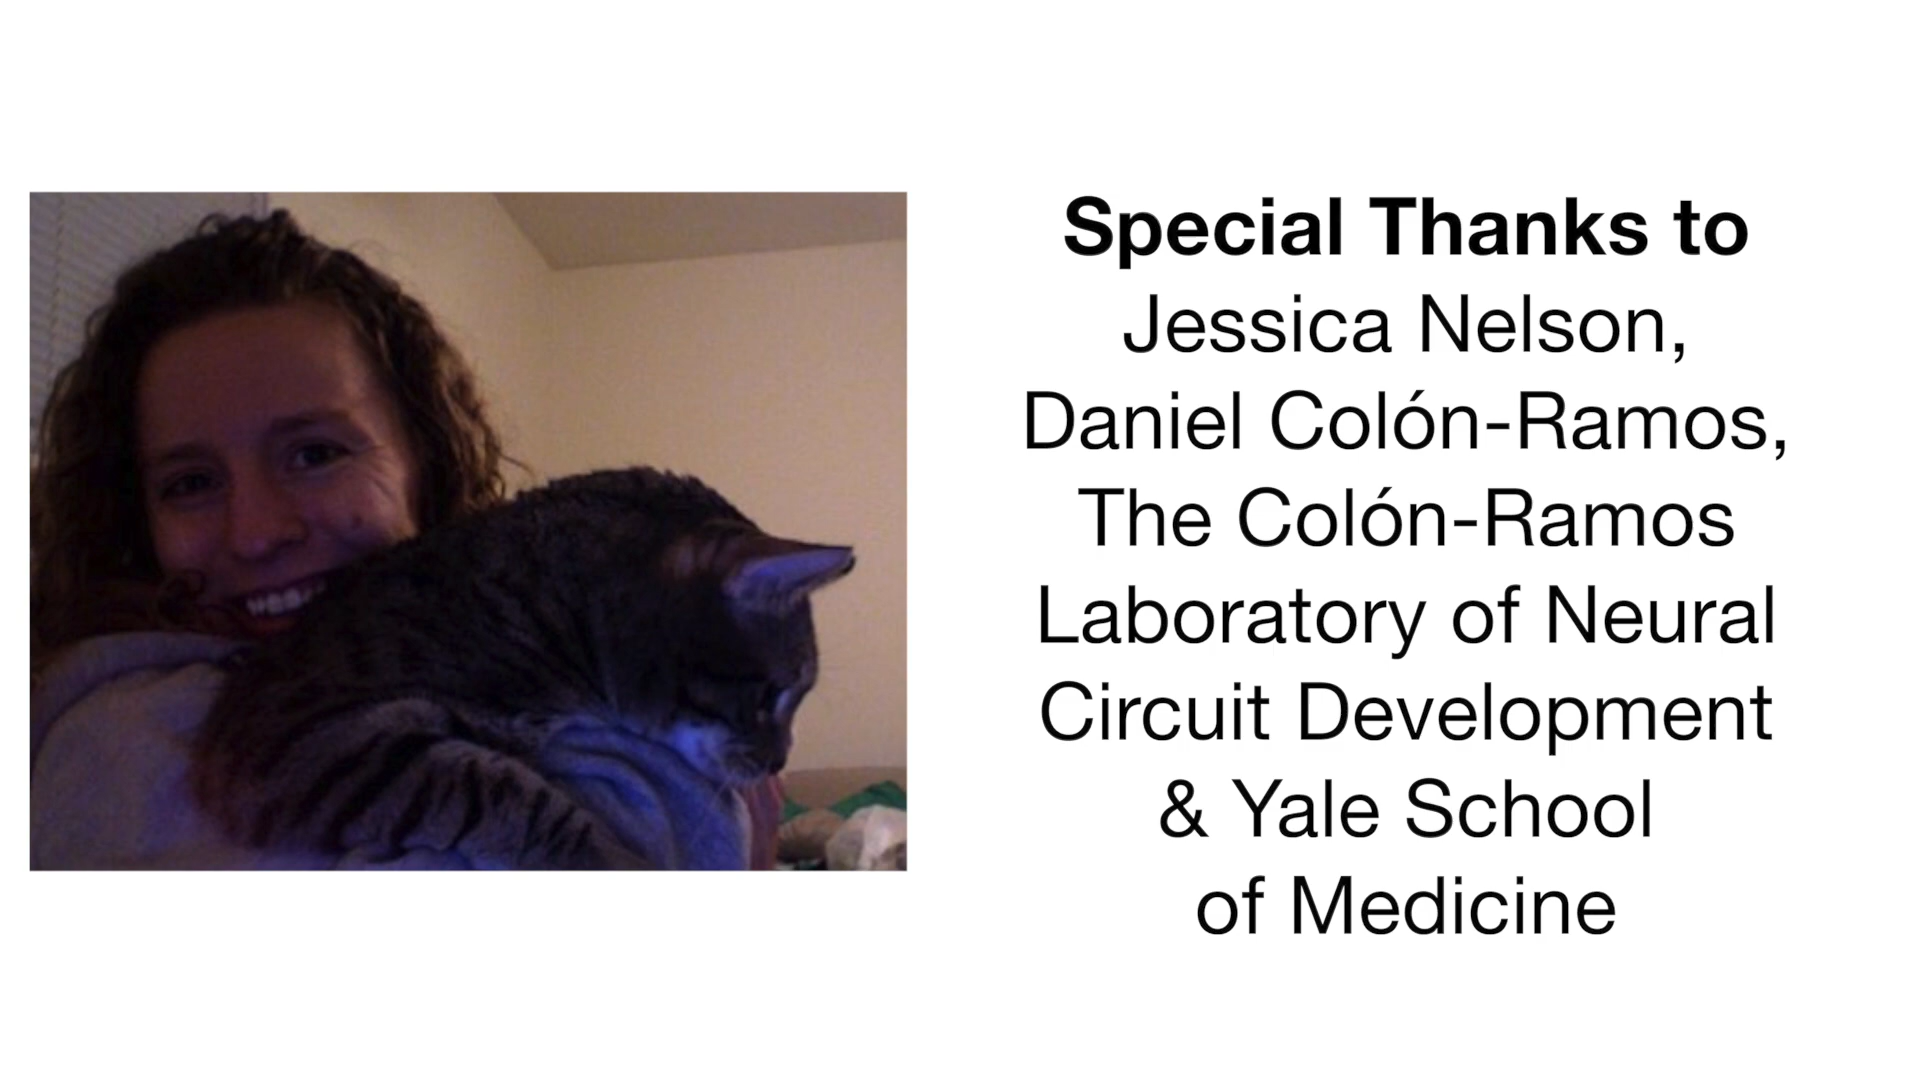 Special Thanks to
Jessica Nelson,
Daniel Colón-Ramos,
The Colón-Ramos
Laboratory of Neural
Circuit Development
& Yale School
of Medicine